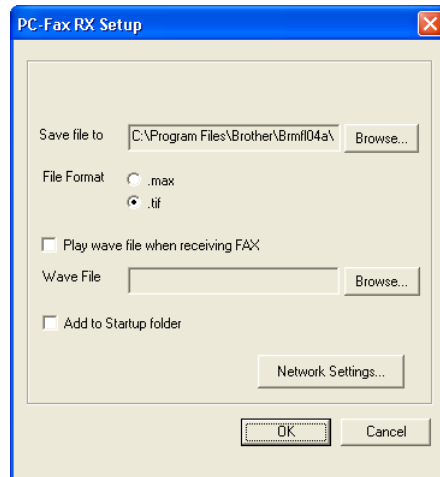 PC-Fax RX Setup
Save file to C:\Program Files\Brother\Brmfl04a\ Browse...
File Format .max
.tif
Play wave file when receiving FAX
Wave File Browse...
Add to Startup folder
Network Settings...
OK Cancel